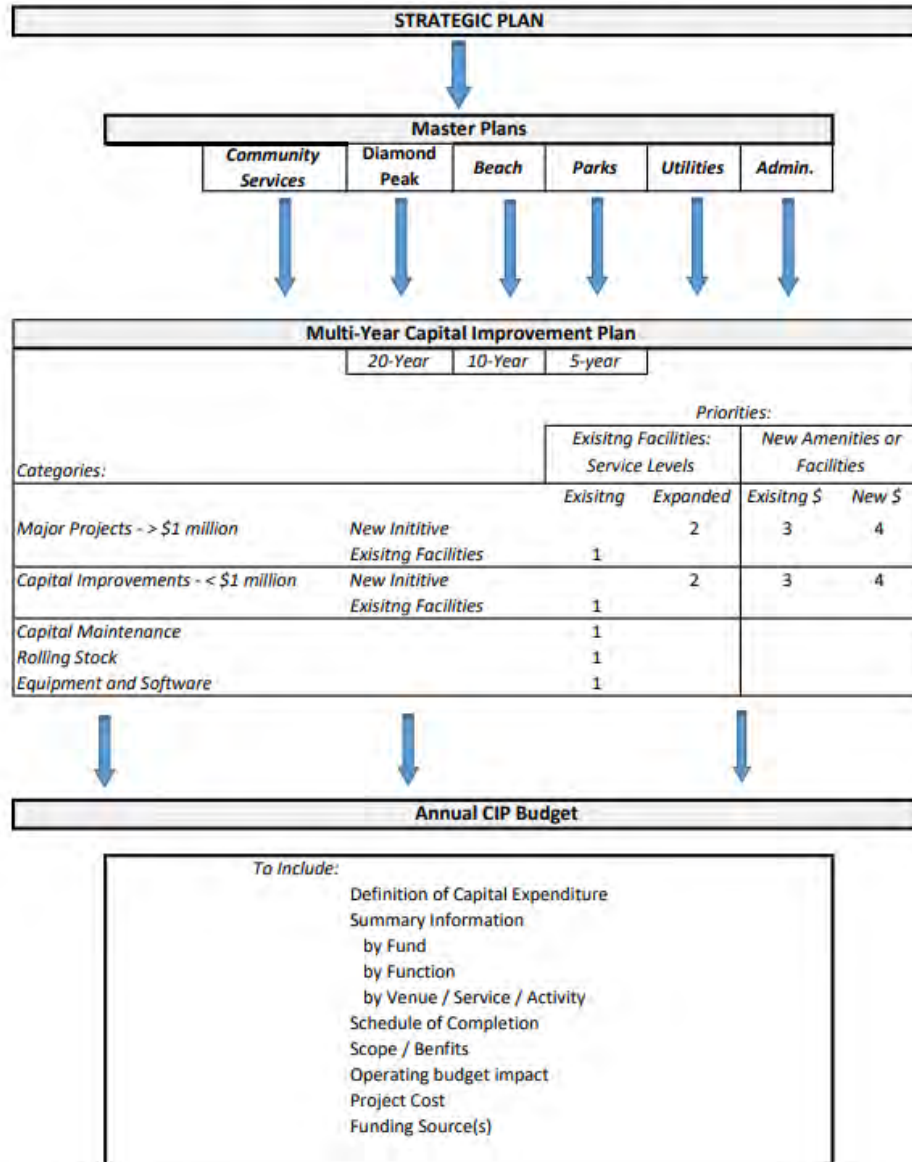 STRATEGIC PLAN
Master Plans
Community Services Diamond Peak Beach Parks Utilities Admin.
Multi-Year Capital Improvement Plan
20-Year 10-Year 5-year
Priorities:
Exisitng Facilities: New Amenities or
Categories: Service Levels Facilities
Exisitng Expanded Exisitng $ New $
Major Projects - > $1 million New Inititive 2 3 4
Exisitng Facilities 1
Capital Improvements - < $1 million New Inititive 2 3 4
Exisitng Facilities 1
Capital Maintenance 1
Rolling Stock 1
Equipment and Software 1
Annual CIP Budget
To Include:
Definition of Capital Expenditure
Summary Information
by Fund
by Function
by Venue / Service / Activity
Schedule of Completion
Scope / Benfits
Operating budget impact
Project Cost
Funding Source(s)